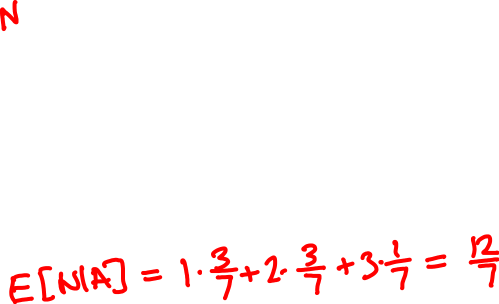 N
E[N|A] = 1·3/7+2·3/7+3·1/7 = 12/7